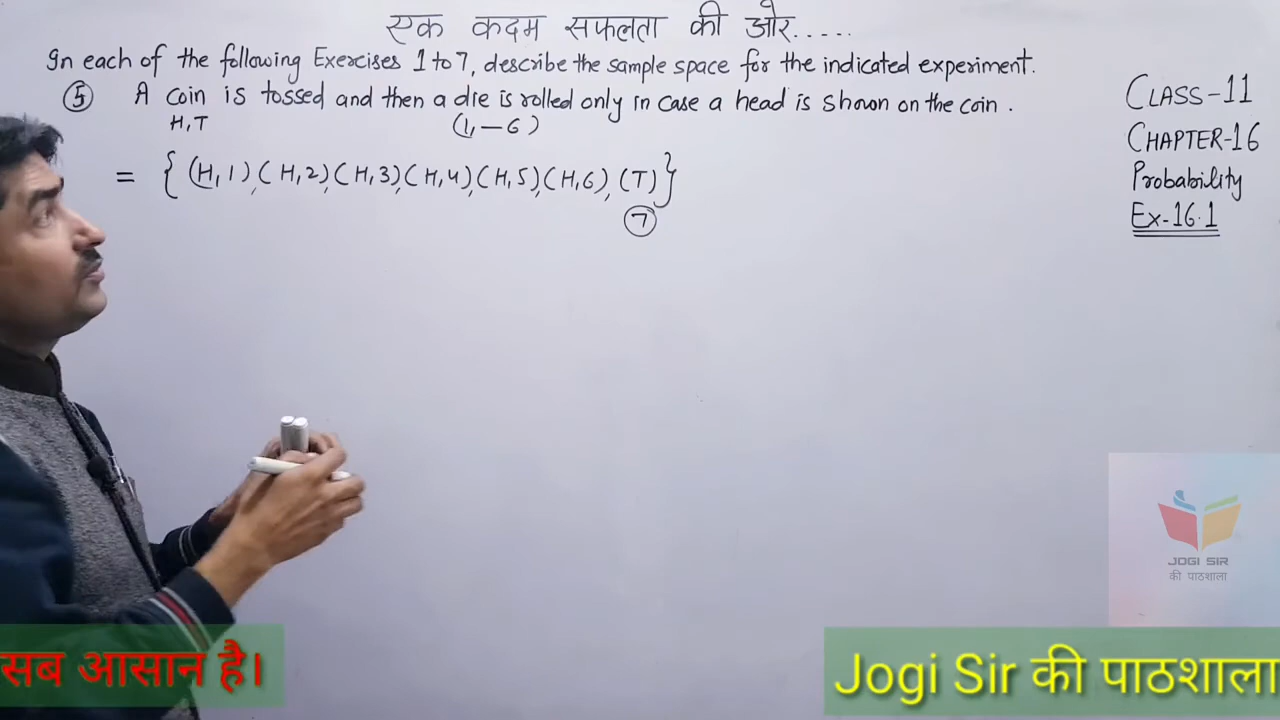 एक कदम सफलता की ओर.....
In each of the following Exercises 1 to 7, describe the sample space for the indicated experiment.
⑤ A coin is tossed and then a die is rolled only in case a head is shown on the coin.
H,T (1,—6)
= {(H,1),(H,2),(H,3),(H,4),(H,5),(H,6),(T)}
⑦
CLASS-11
CHAPTER-16
Probability
Ex-16.1
JOGI SIR
की पाठशाला
सब आसान है।
Jogi Sir की पाठशाला